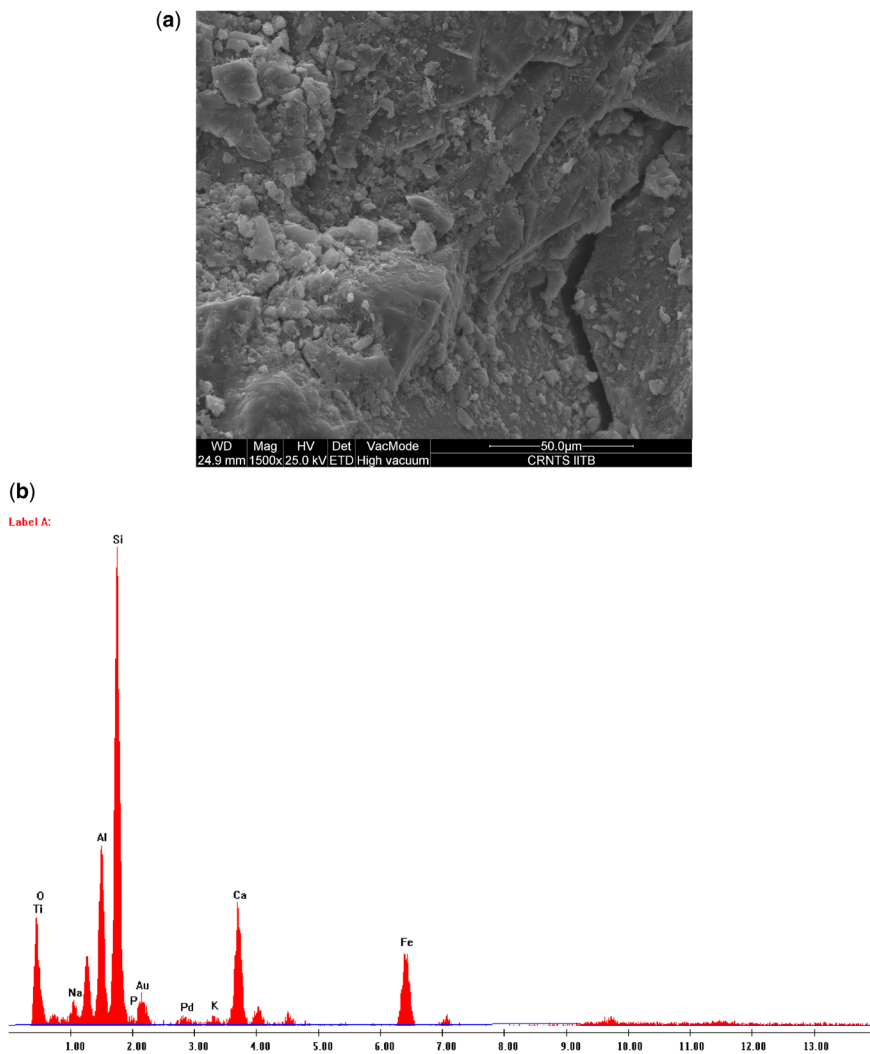 (a)
WD Mag HV Det VacMode 50.0µm
24.9 mm 1500x 25.0 kV ETD High vacuum CRNTS IITB
(b)
Label A:
Si
Al
O
Ti
Ca
Fe
Na
P
Au
Pd
K
1.00 2.00 3.00 4.00 5.00 6.00 7.00 8.00 9.00 10.00 11.00 12.00 13.00